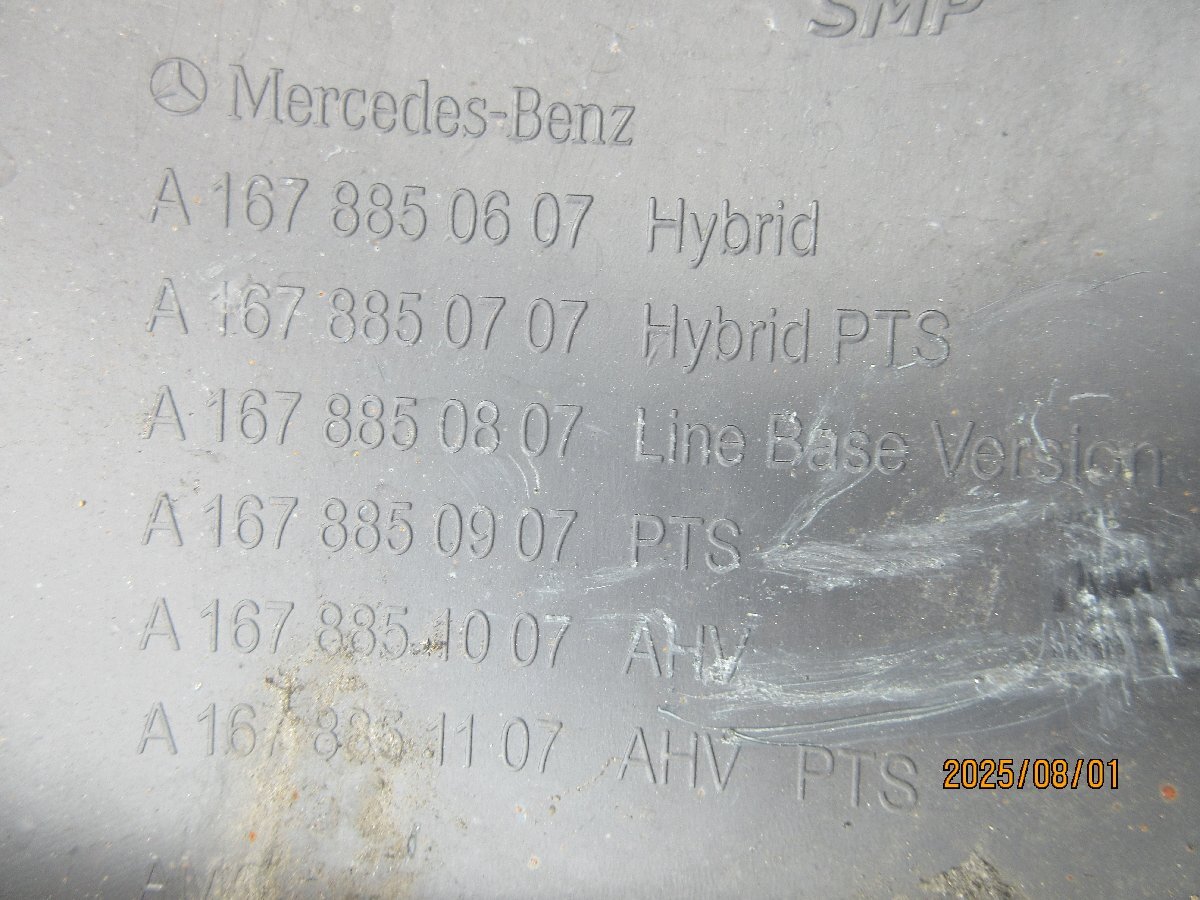 SMP
Mercedes-Benz
A 167 885 06 07 Hybrid
A 167 885 07 07 Hybrid PTS
A 167 885 08 07 Line Base Version
A 167 885 09 07 PTS
A 167 885 10 07 AHV
A 167 885 11 07 AHV PTS
2025/08/01